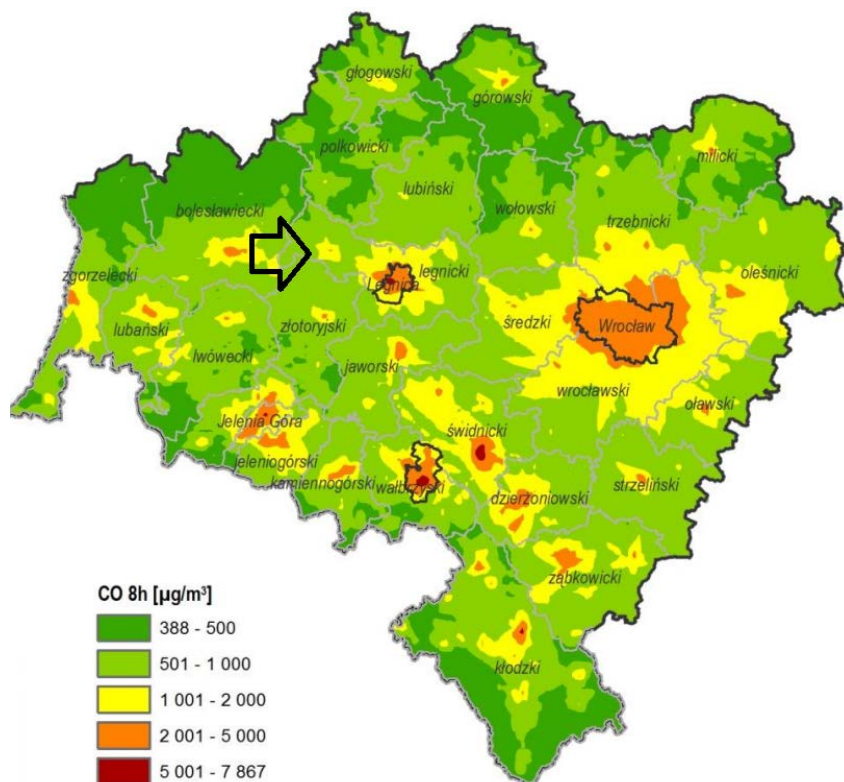 głogowski
górowski
polkowicki
milicki
lubiński
wołowski
bolesławiecki
trzebnicki
zgorzelecki
legnicki
oleśnicki
Legnica
lubański
złotoryjski
średzki
Wrocław
lwówecki
jaworski
wrocławski
oławski
Jelenia Góra
świdnicki
jeleniogórski
kamiennogórski
wałbrzyski
dzierżoniowski
strzeliński
ząbkowicki
kłodzki
CO 8h [µg/m³]
388 - 500
501 - 1 000
1 001 - 2 000
2 001 - 5 000
5 001 - 7 867